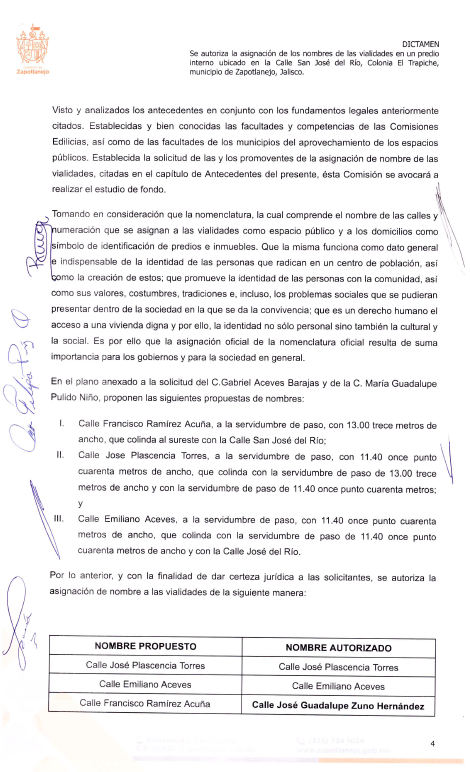 DICTAMEN
Se autoriza la asignación de los nombres de las vialidades en un predio
interno ubicado en la Calle San José del Río, Colonia El Trapiche,
municipio de Zapotlanejo, Jalisco.
Zapotlanejo
Visto y analizados los antecedentes en conjunto con los fundamentos legales anteriormente
citados. Establecidas y bien conocidas las facultades y competencias de las Comisiones
Edilicias, así como de las facultades de los municipios del aprovechamiento de los espacios
públicos. Establecida la solicitud de las y los promoventes de la asignación de nombre de las
vialidades, citadas en el capítulo de Antecedentes del presente, ésta Comisión se avocará a
realizar el estudio de fondo.
Tomando en consideración que la nomenclatura, la cual comprende el nombre de las calles y
numeración que se asignan a las vialidades como espacio público y a los domicilios como
símbolo de identificación de predios e inmuebles. Que la misma funciona como dato general
e indispensable de la identidad de las personas que radican en un centro de población, así
como la creación de estos; que promueve la identidad de las personas con la comunidad, así
como sus valores, costumbres, tradiciones e, incluso, los problemas sociales que se pudieran
presentar dentro de la sociedad en la que se da la convivencia; que es un derecho humano el
acceso a una vivienda digna y por ello, la identidad no sólo personal sino también la cultural y
la social. Es por ello que la asignación oficial de la nomenclatura oficial resulta de suma
importancia para los gobiernos y para la sociedad en general.
En el plano anexado a la solicitud del C.Gabriel Aceves Barajas y de la C. María Guadalupe
Pulido Niño, proponen las siguientes propuestas de nombres:
I. Calle Francisco Ramírez Acuña, a la servidumbre de paso, con 13.00 trece metros de
ancho, que colinda al sureste con la Calle San José del Río;
II. Calle Jose Plascencia Torres, a la servidumbre de paso, con 11.40 once punto
cuarenta metros de ancho, que colinda con la servidumbre de paso de 13.00 trece
metros de ancho y con la servidumbre de paso de 11.40 once punto cuarenta metros;
y
III. Calle Emiliano Aceves, a la servidumbre de paso, con 11.40 once punto cuarenta
metros de ancho, que colinda con la servidumbre de paso de 11.40 once punto
cuarenta metros de ancho y con la Calle José del Río.
Por lo anterior, y con la finalidad de dar certeza jurídica a las solicitantes, se autoriza la
asignación de nombre a las vialidades de la siguiente manera:
NOMBRE PROPUESTO NOMBRE AUTORIZADO
Calle José Plascencia Torres Calle José Plascencia Torres
Calle Emiliano Aceves Calle Emiliano Aceves
Calle Francisco Ramírez Acuña Calle José Guadalupe Zuno Hernández
4